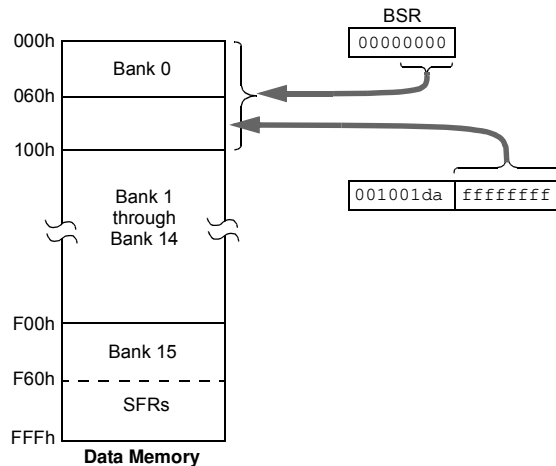 BSR
00000000
000h
Bank 0
060h
100h
001001da ffffffff
Bank 1
through
Bank 14
F00h
Bank 15
F60h
SFRs
FFFh
Data Memory